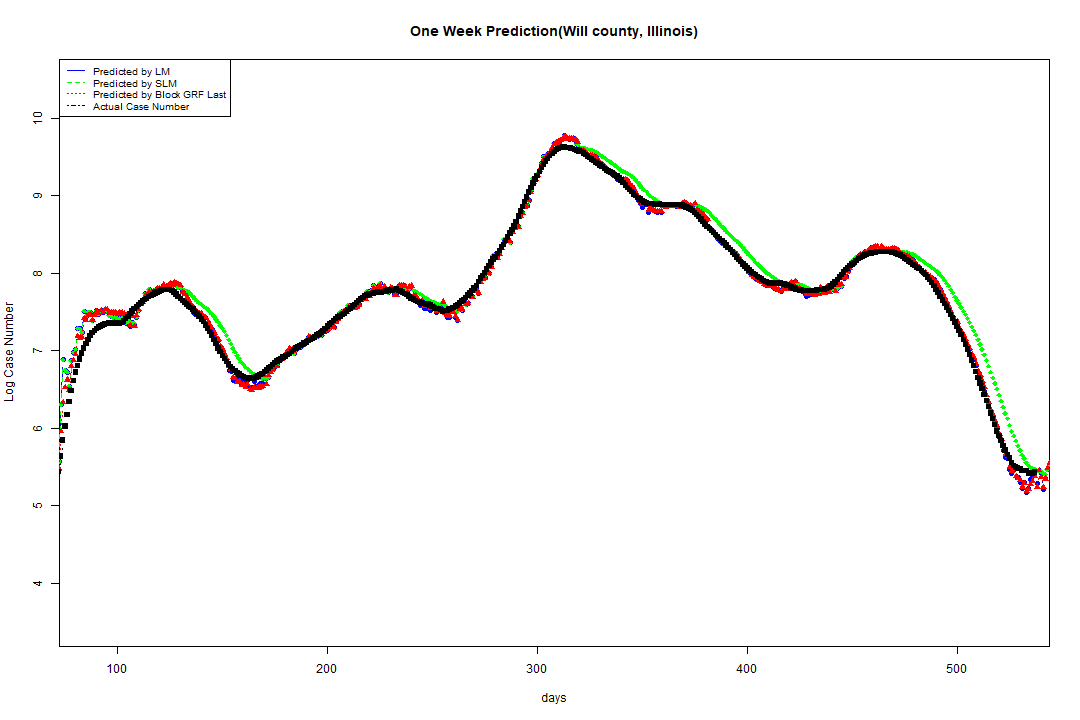 One Week Prediction(Will county, Illinois)
Predicted by LM
Predicted by SLM
Predicted by Block GRF Last
Actual Case Number
Log Case Number
10
9
8
7
6
5
4
100 200 300 400 500
days